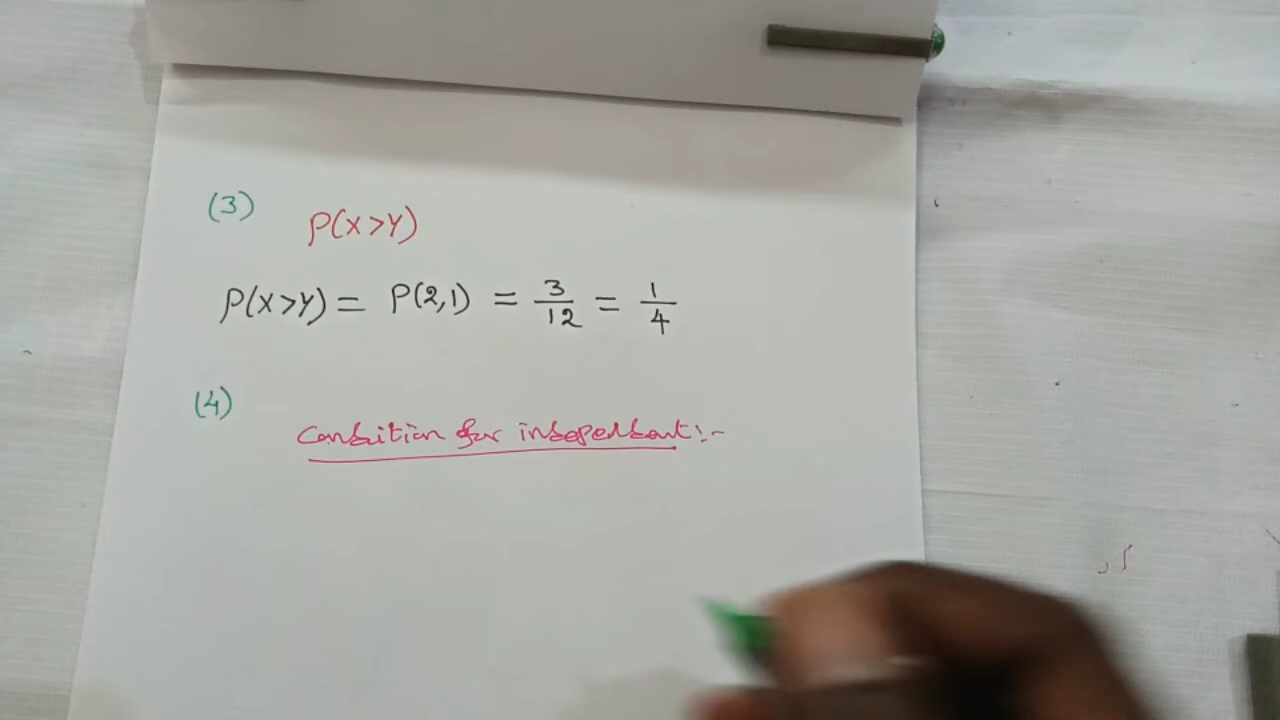 (3) P(X>Y)
P(X>Y) = P(2,1) = 3/12 = 1/4
(4)
Condition for independent:-